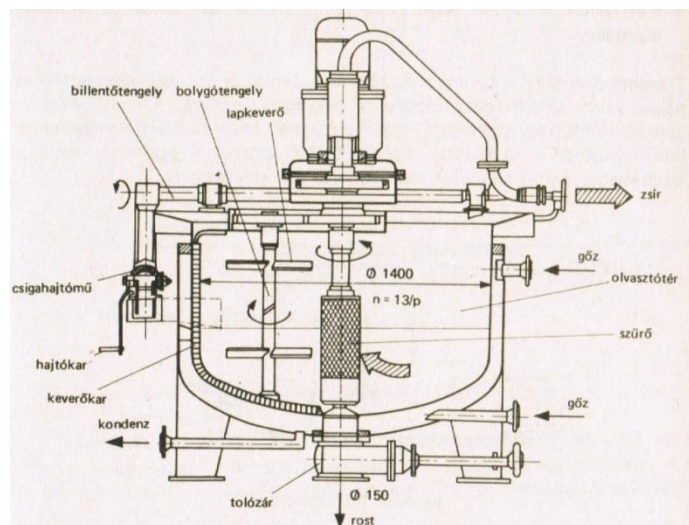 billentőtengely
bolygótengely
lapkeverő
zsír
gőz
csigahajtómű
Ø 1400
olvasztótér
n = 13/p
szűrő
hajtókar
keverőkar
kondenz
gőz
Ø 150
tolózár
rost